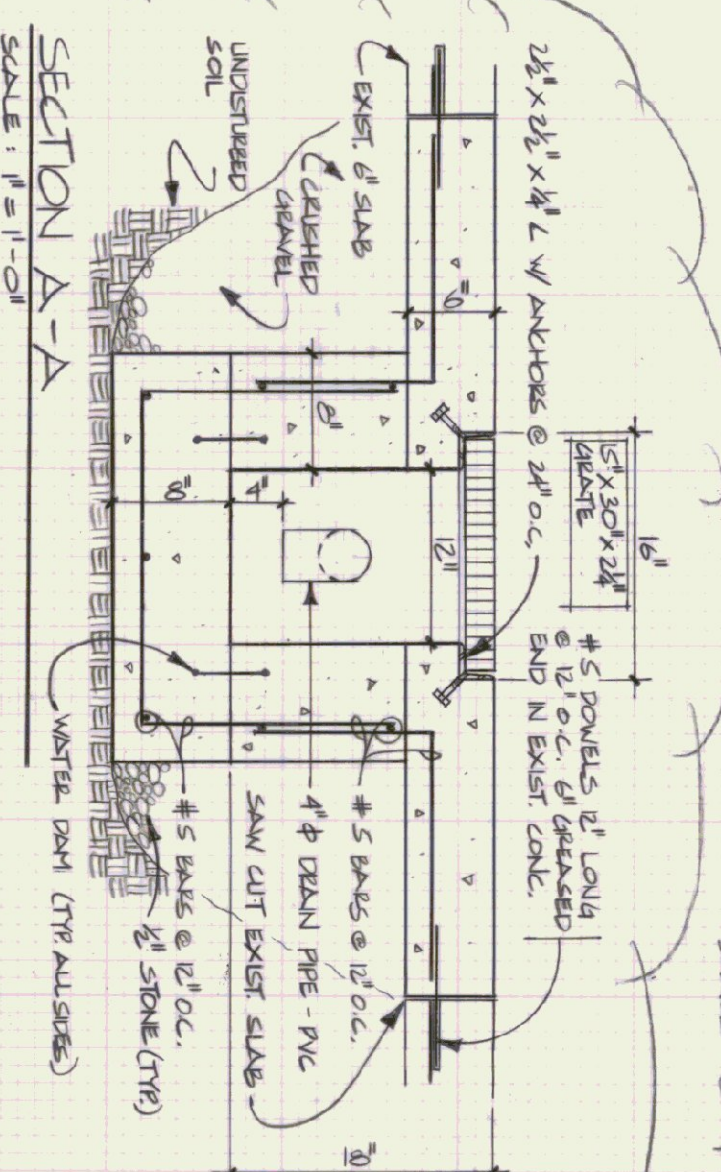 2½" X 2½" X ¼" L W/ ANCHORS @ 24" O.C.
16"
15" X 30" X 2¼"
GRATE
#5 DOWELS 12" LONG
@ 12" O.C. 6" GREASED
END IN EXIST. CONC.
EXIST. 6" SLAB
6"
12"
CRUSHED
GRAVEL
8"
4"
8"
18"
UNDISTURBED
SOIL
#5 BARS @ 12" O.C.
4" φ DRAIN PIPE - PVC
SAW CUT EXIST. SLAB
#5 BARS @ 12" O.C.
½" STONE (TYP.)
WATER DAM (TYP. ALL SIDES)
SECTION A-A
SCALE : 1" = 1'-0"